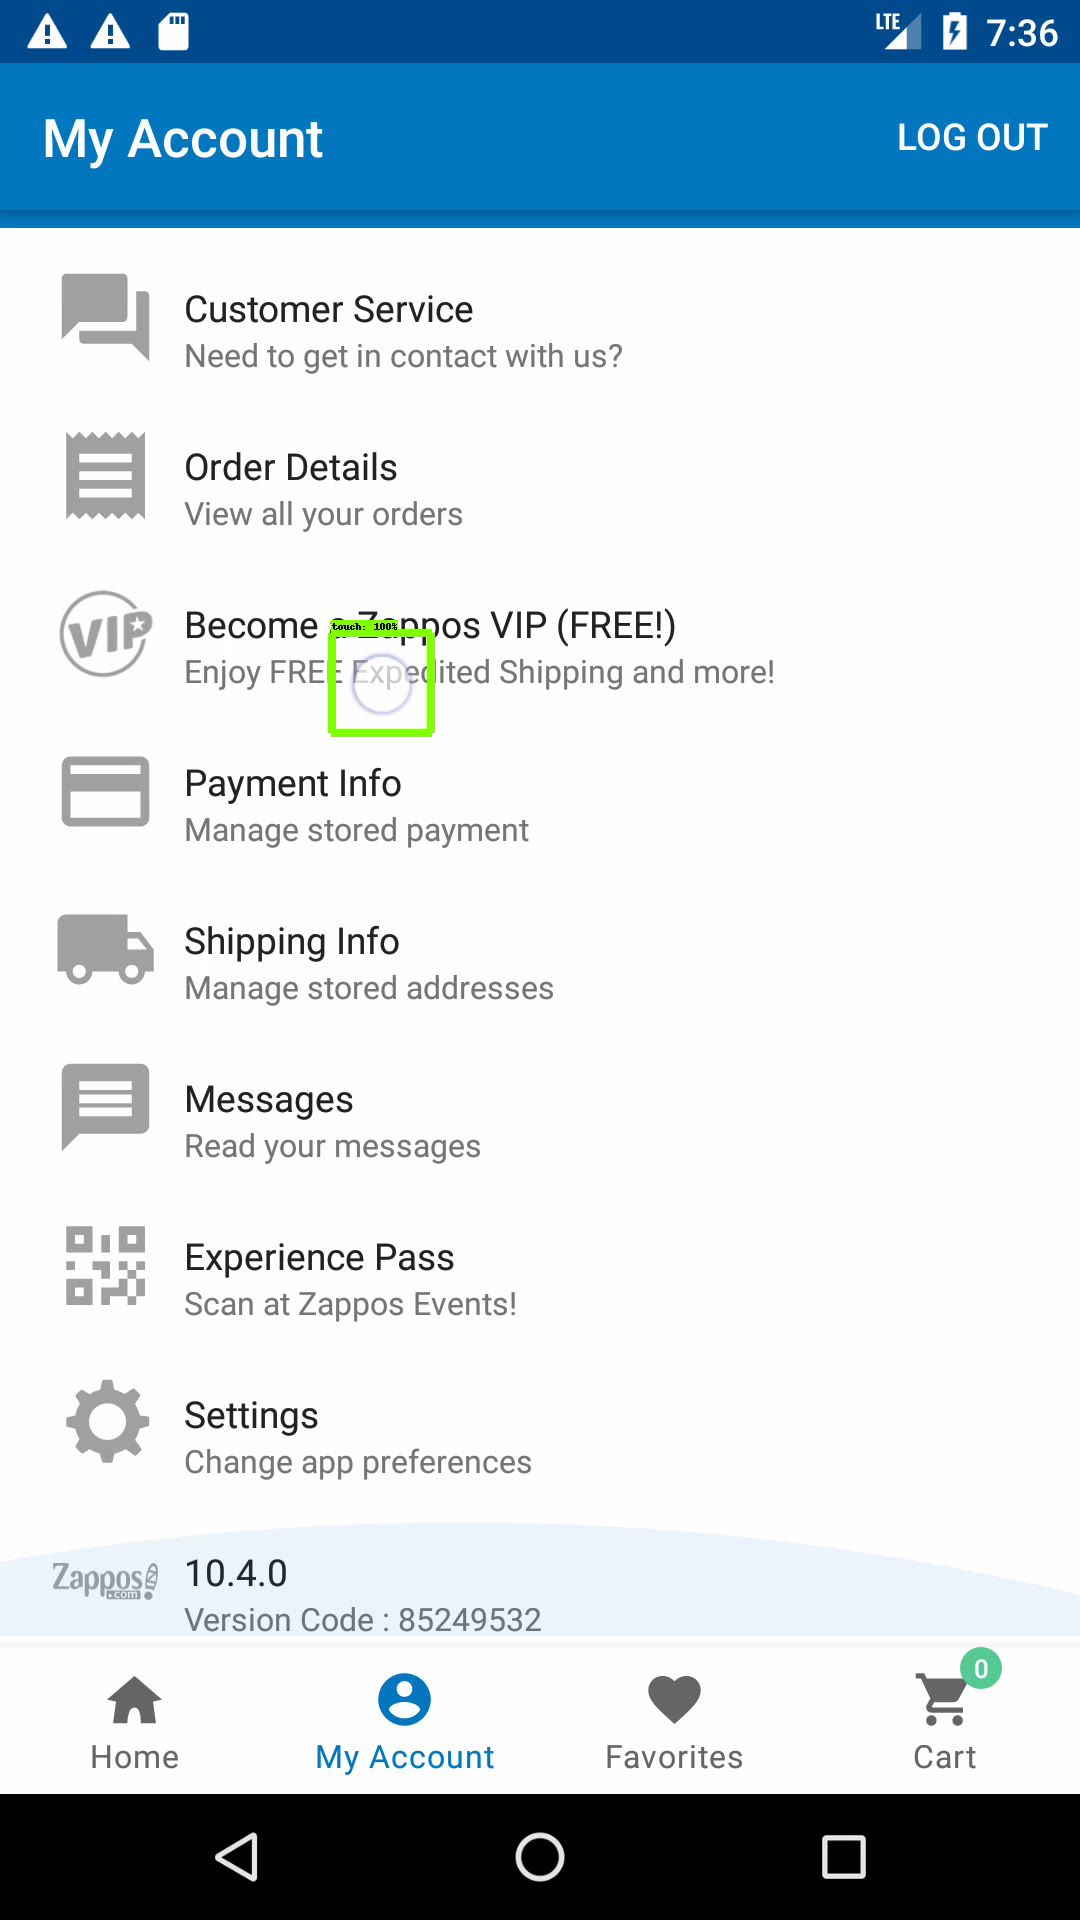 LTE 7:36
My Account LOG OUT
Customer Service
Need to get in contact with us?
Order Details
View all your orders
VIP
Become a Zappos VIP (FREE!)
touch: 100%
Enjoy FREE Expedited Shipping and more!
Payment Info
Manage stored payment
Shipping Info
Manage stored addresses
Messages
Read your messages
Experience Pass
Scan at Zappos Events!
Settings
Change app preferences
Zappos .com
10.4.0
Version Code : 85249532
0
Home My Account Favorites Cart